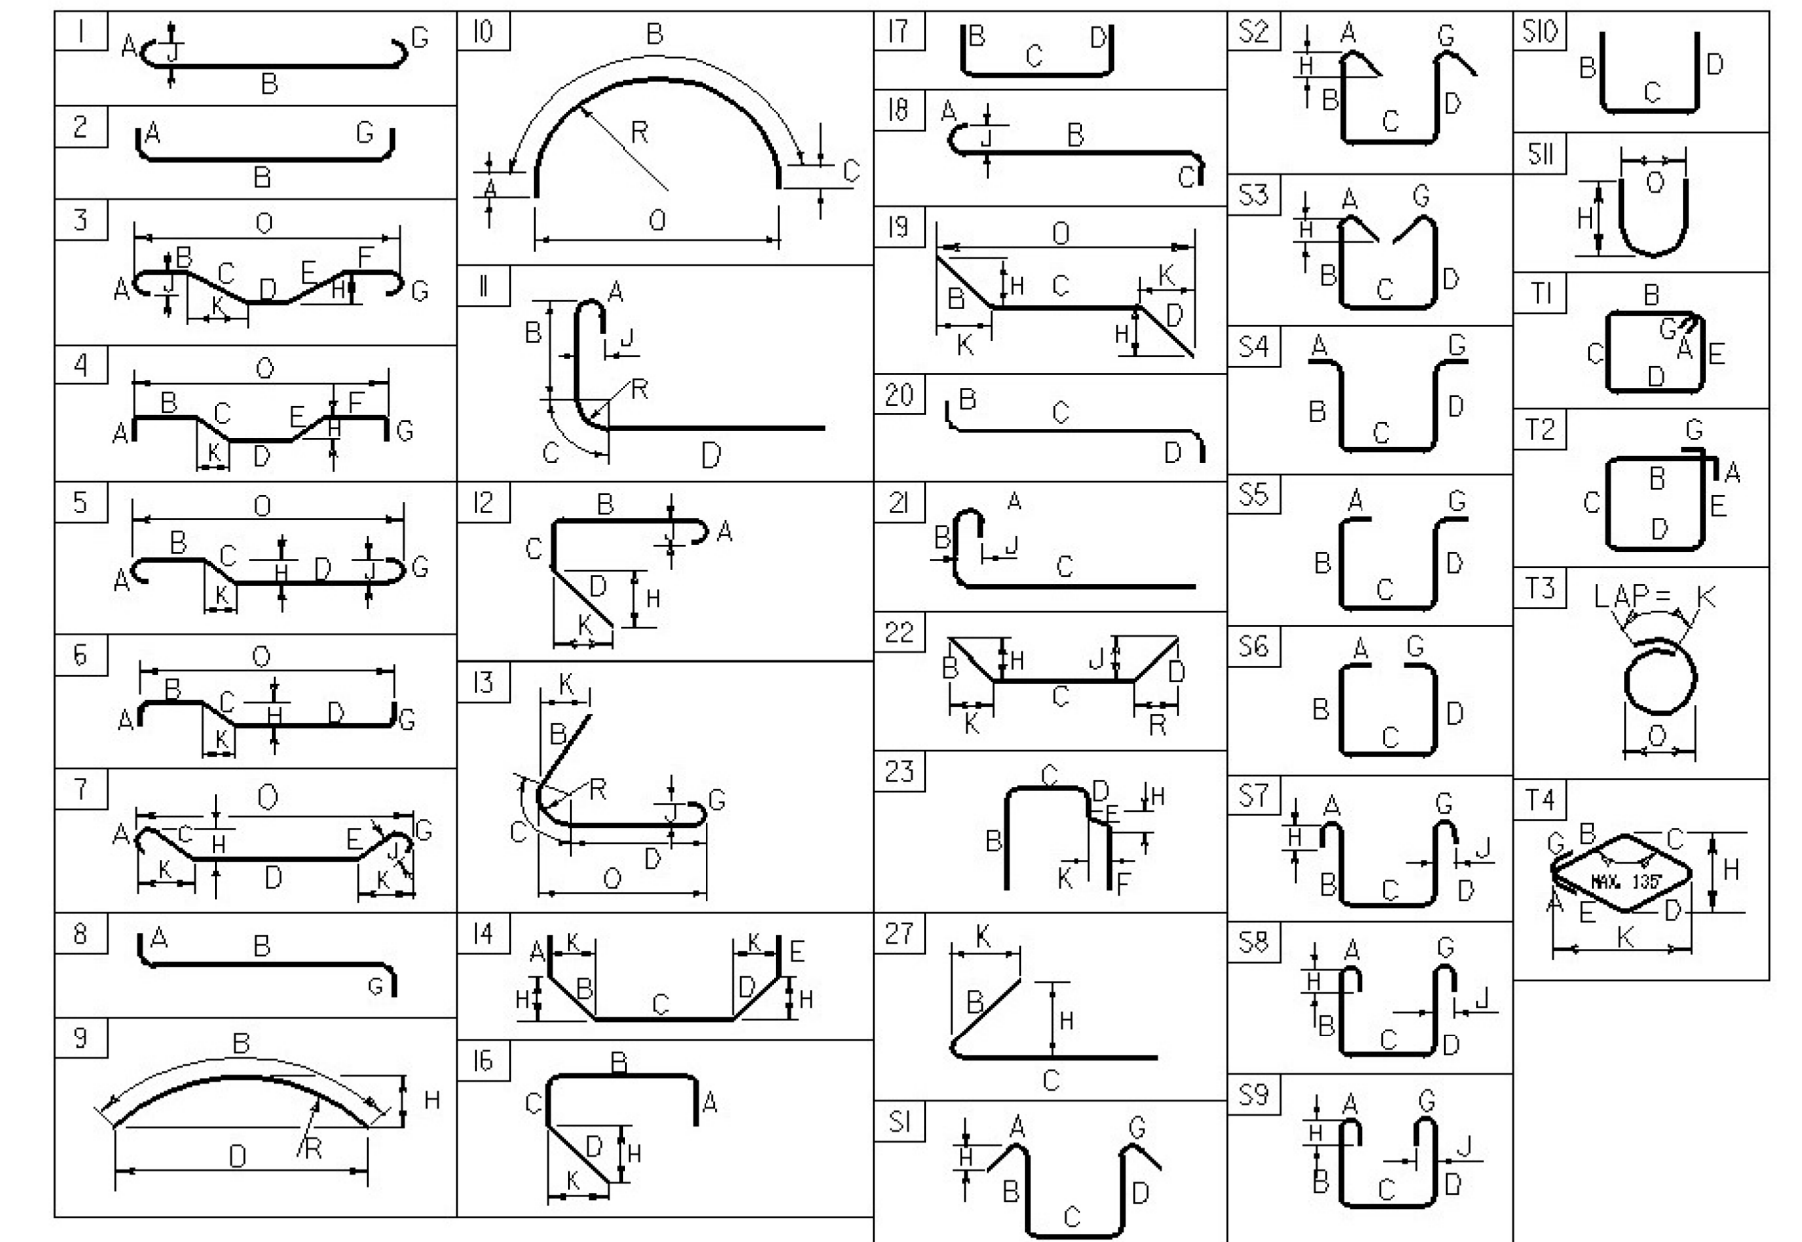 1
A J G
B
2
A G
B
3
O
B C E F
A J D H G
K
4
O
B C E F
A H G
K D
5
O
B C
A H D J G
K
6
O
B C
A H D G
K
7
O
A C H E G
J
K D K
8
A B
G
9
B
H
R
O
10
B
R
A C
O
11
A
B J
R
C D
12
B
J A
C
D H
K
13
K
B
R G
J
C D
O
14
A K K E
H B C D H
16
B
C A
D H
K
17
B D
C
18
A J B
C
19
O
B H C K
K H D
20
B C
D
21
A
B J
C
22
B H J D
C
K R
23
C
D H
E
B
K F
27
K
B
H
C
S1
A G
H
B D
C
S2
A G
H
B D
C
S3
A G
H
B D
C
S4
A G
B D
C
S5
A G
B D
C
S6
A G
B D
C
S7
A G
H J
B C D
S8
A G
H J
B C D
S9
A G
H J
B C D
S10
B D
C
S11
O
H
T1
B
G
C A E
D
T2
G
B A
C E
D
T3
LAP= K
O
T4
B C
G H
MAX. 135°
A E D
K